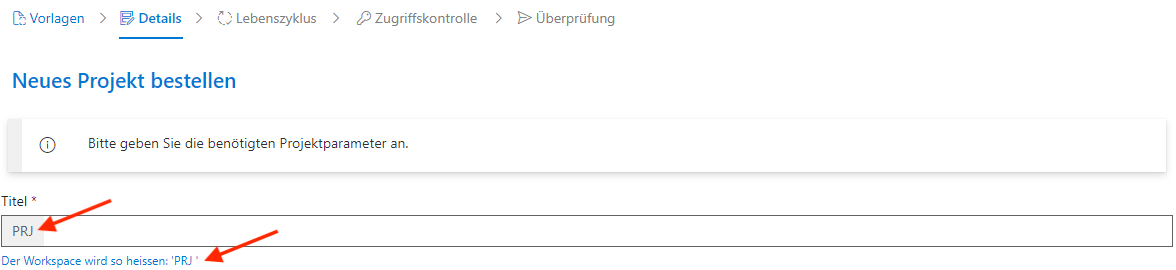 Vorlagen > Details > Lebenszyklus > Zugriffskontrolle > Überprüfung
Neues Projekt bestellen
Bitte geben Sie die benötigten Projektparameter an.
Titel *
PRJ
Der Workspace wird so heissen: 'PRJ '